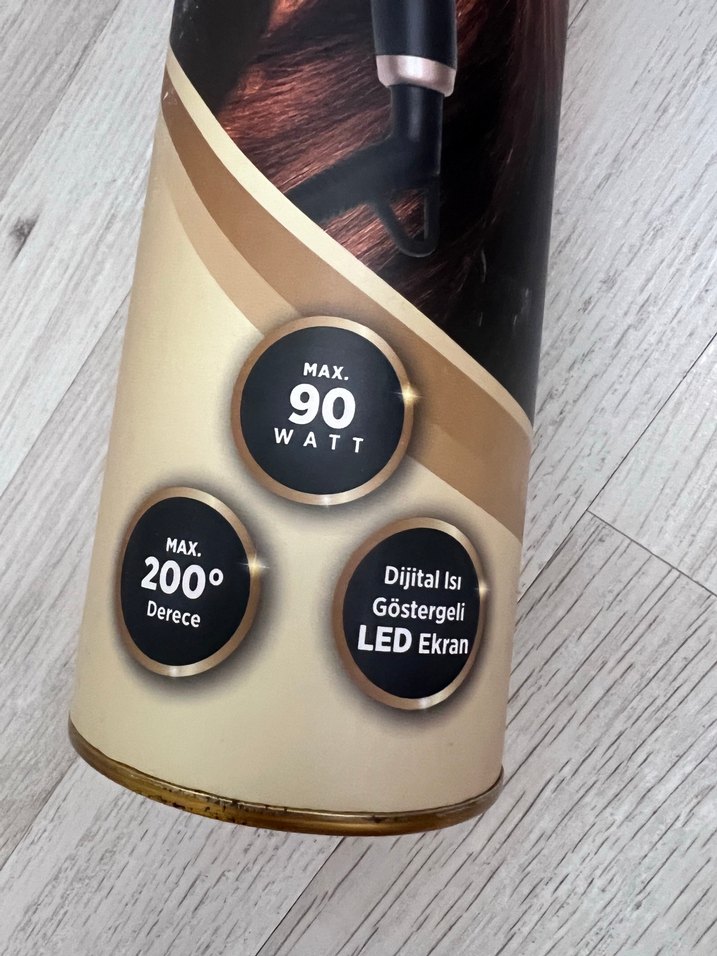 MAX.
90
WATT
MAX.
200°
Derece
Dijital Isı
Göstergeli
LED Ekran